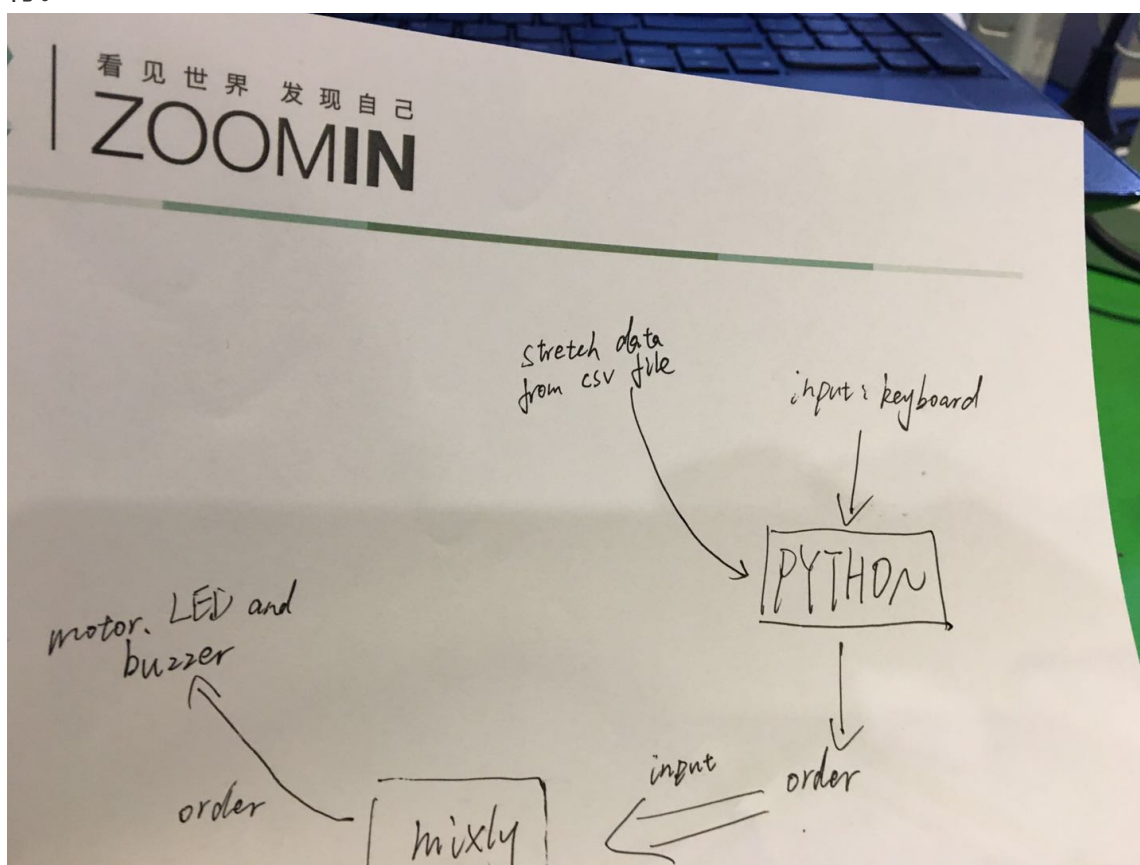 看见世界 发现自己
ZOOMIN
stretch data
from csv file
input: keyboard
PYTHON
motor. LED and
buzzer
input
order
order
mixly